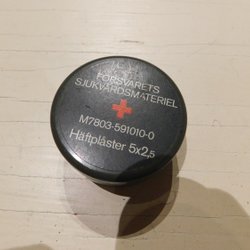 FÖRSVARETS
SJUKVÅRDSMATERIEL
M7803-591010-0
Häftplåster 5x2,5